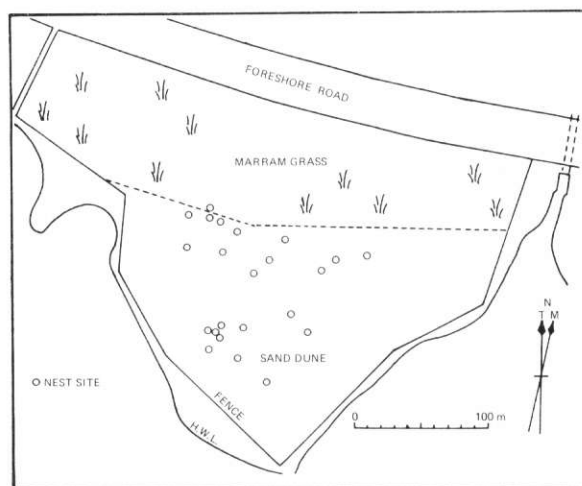 FORESHORE ROAD
MARRAM GRASS
SAND DUNE
NEST SITE
FENCE
H.W.L.
N
T M
0 100 m